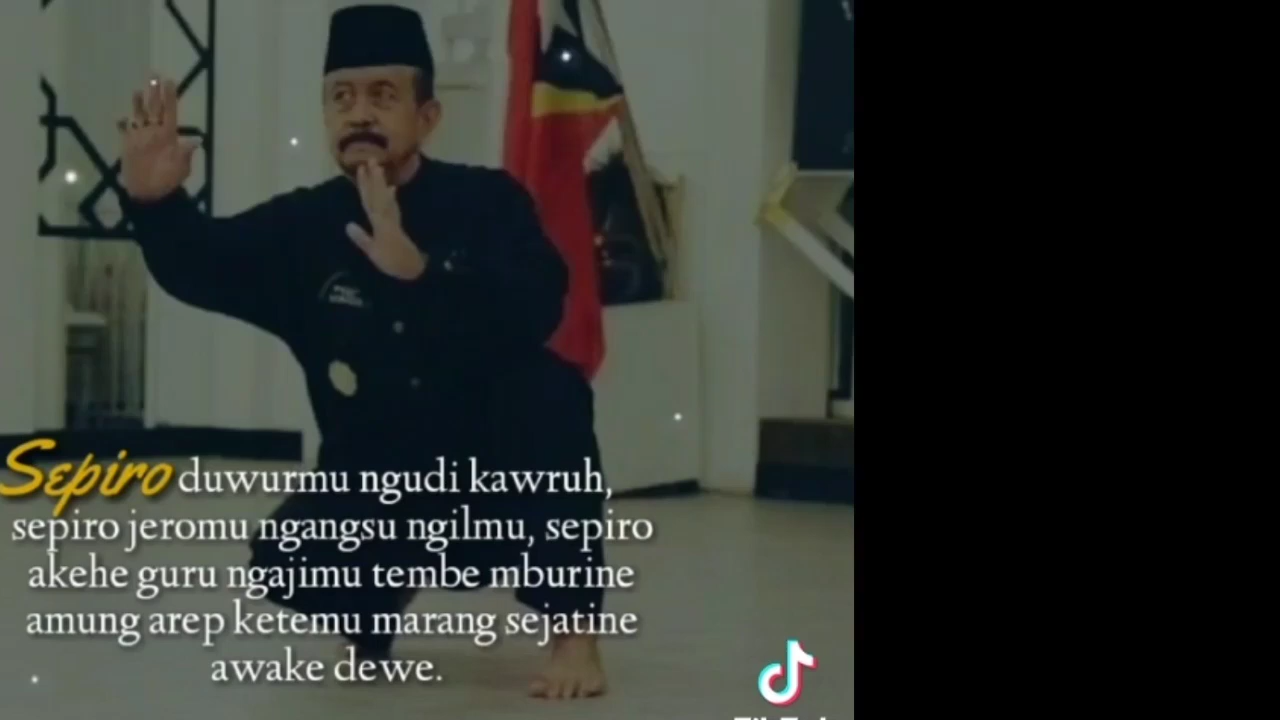 Sepiro duwurmu ngudi kawruh,
sepiro jeromu ngangsu ngilmu, sepiro
akehe guru ngajimu tembe mburine
amung arep ketemu marang sejatine
awake dewe.